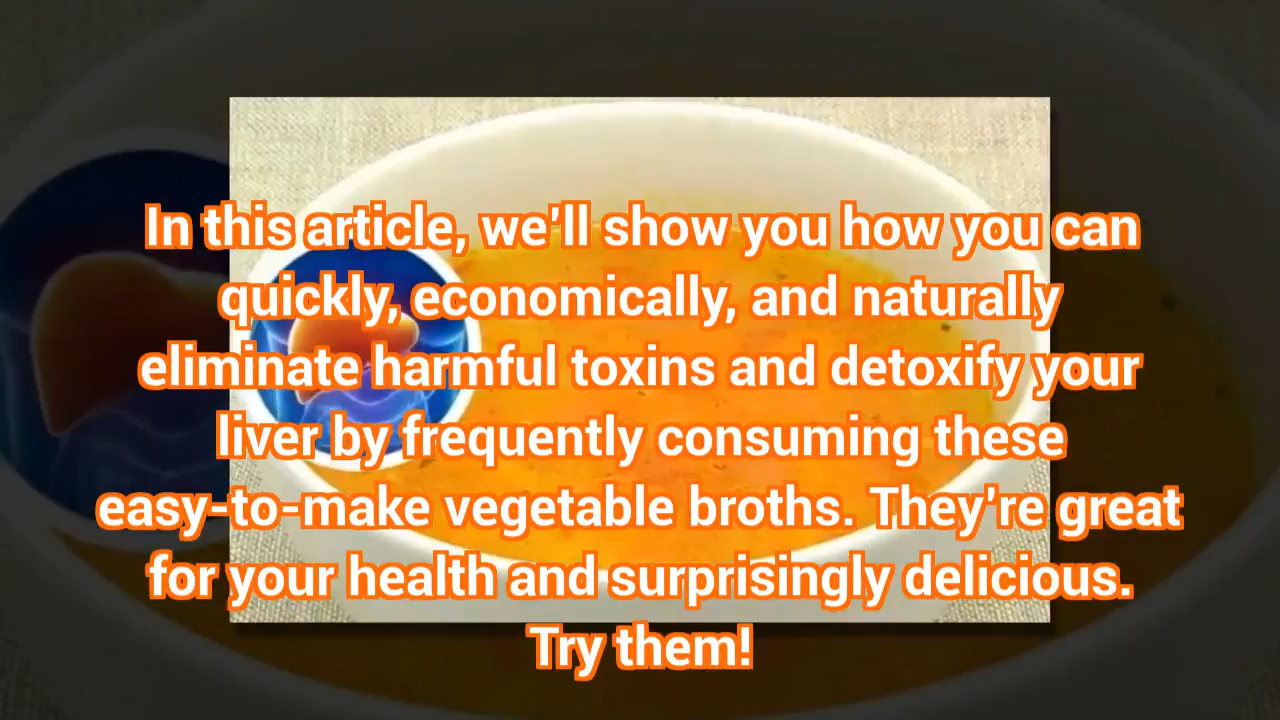 In this article, we'll show you how you can
quickly, economically, and naturally
eliminate harmful toxins and detoxify your
liver by frequently consuming these
easy-to-make vegetable broths. They're great
for your health and surprisingly delicious.
Try them!